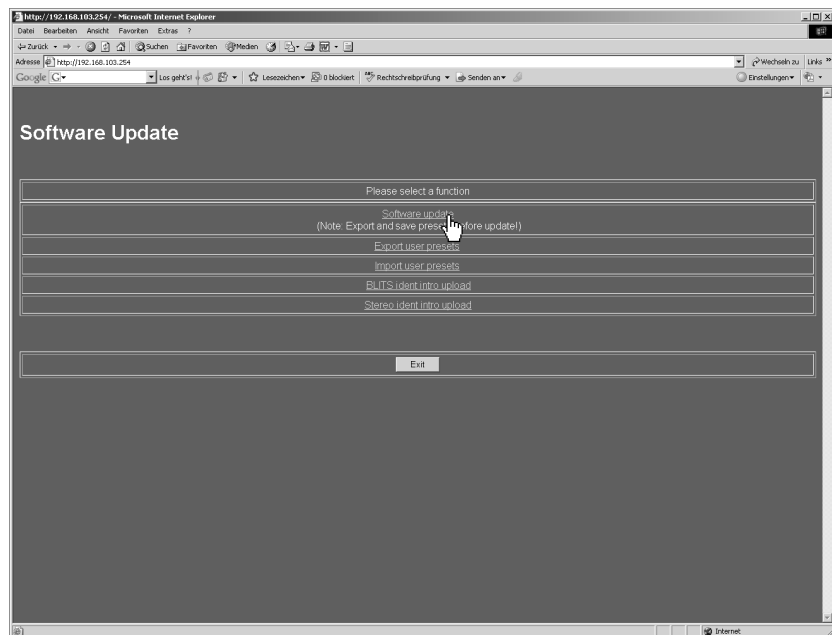 http://192.168.103.254/ - Microsoft Internet Explorer
Datei Bearbeiten Ansicht Favoriten Extras ?
Zurück Suchen Favoriten Medien
Adresse http://192.168.103.254 Wechseln zu Links »
Google G Los geht's! Lesezeichen 0 blockiert Rechtschreibprüfung Senden an Einstellungen
Software Update
Please select a function
Software update
(Note: Export and save before update!)
Export user presets
Import user presets
BLITS ident intro upload
Stereo ident intro upload
Exit
Internet